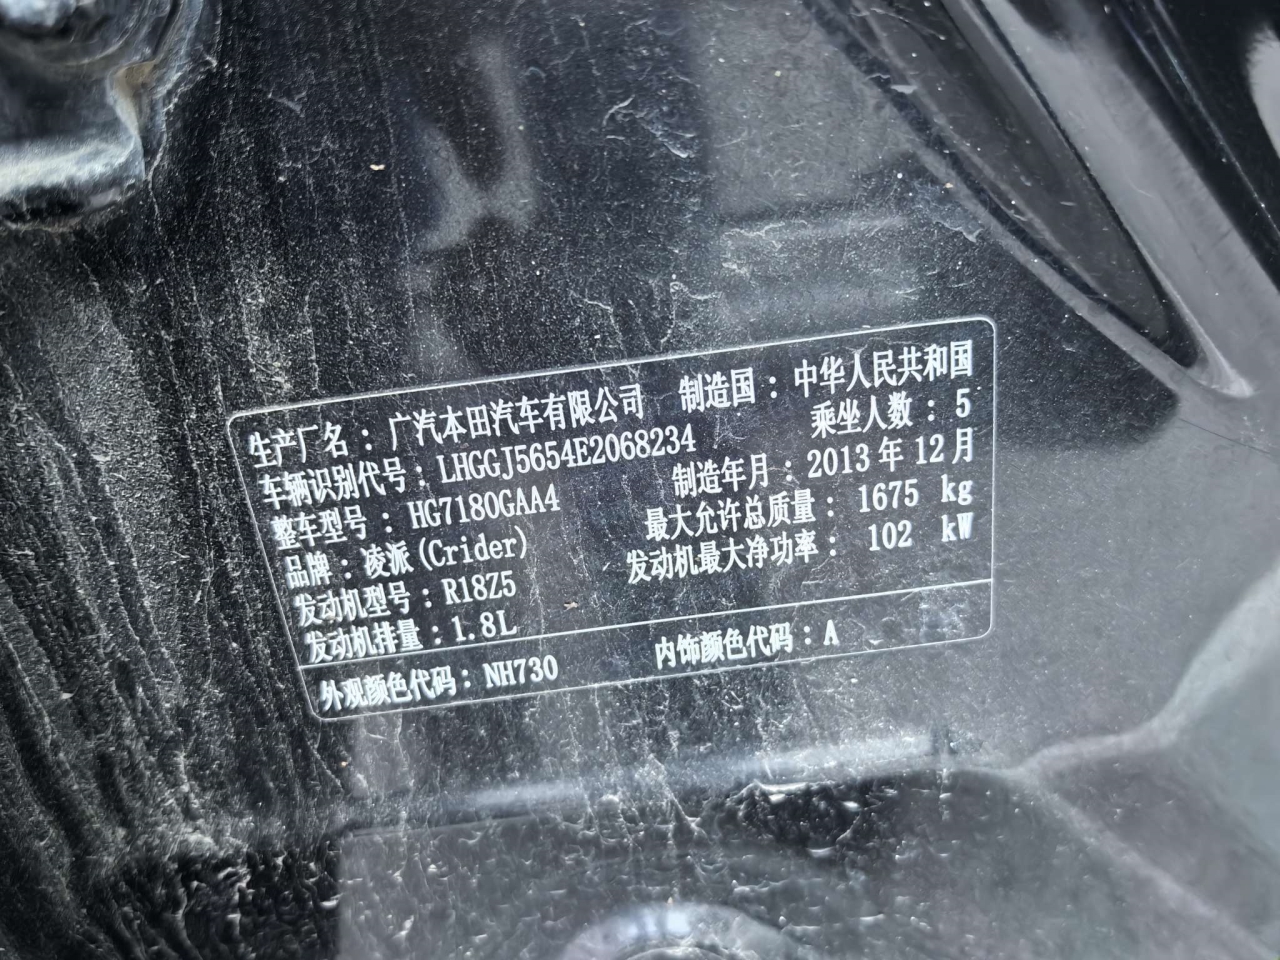 生产厂名：广汽本田汽车有限公司 制造国：中华人民共和国
车辆识别代号：LHGGJ5654E2068234 乘坐人数：5
整车型号：HG7180GAA4 制造年月：2013年12月
品牌：凌派(Crider) 最大允许总质量：1675 kg
发动机型号：R18Z5 发动机最大净功率：102 kW
发动机排量：1.8L
外观颜色代码：NH730 内饰颜色代码：A